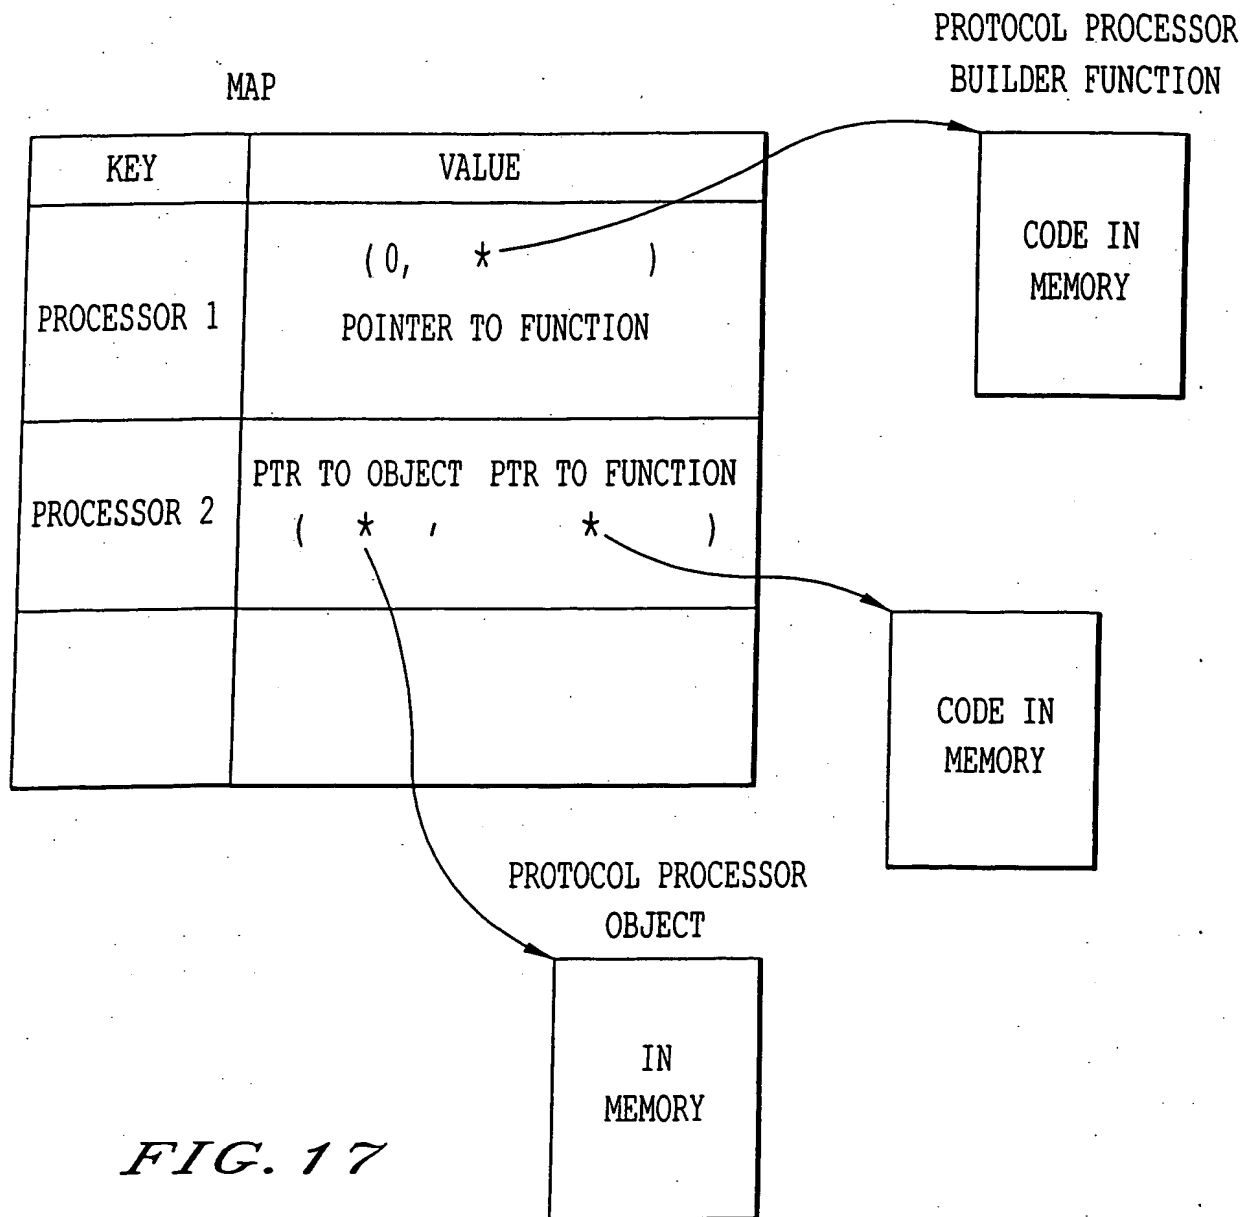 PROTOCOL PROCESSOR
BUILDER FUNCTION
MAP
KEY VALUE
CODE IN
MEMORY
(0, * )
PROCESSOR 1
POINTER TO FUNCTION
PTR TO OBJECT PTR TO FUNCTION
PROCESSOR 2
( * , * )
CODE IN
MEMORY
PROTOCOL PROCESSOR
OBJECT
IN
MEMORY
FIG. 17